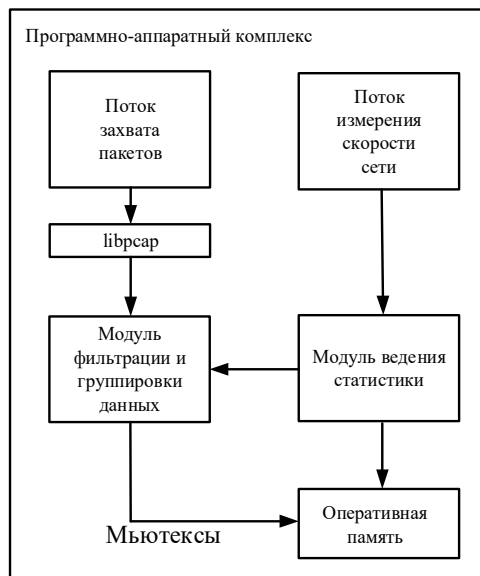 Программно-аппаратный комплекс
Поток
захвата
пакетов
Поток
измерения
скорости
сети
libpcap
Модуль
фильтрации и
группировки
данных
Модуль ведения
статистики
Мьютексы
Оперативная
память